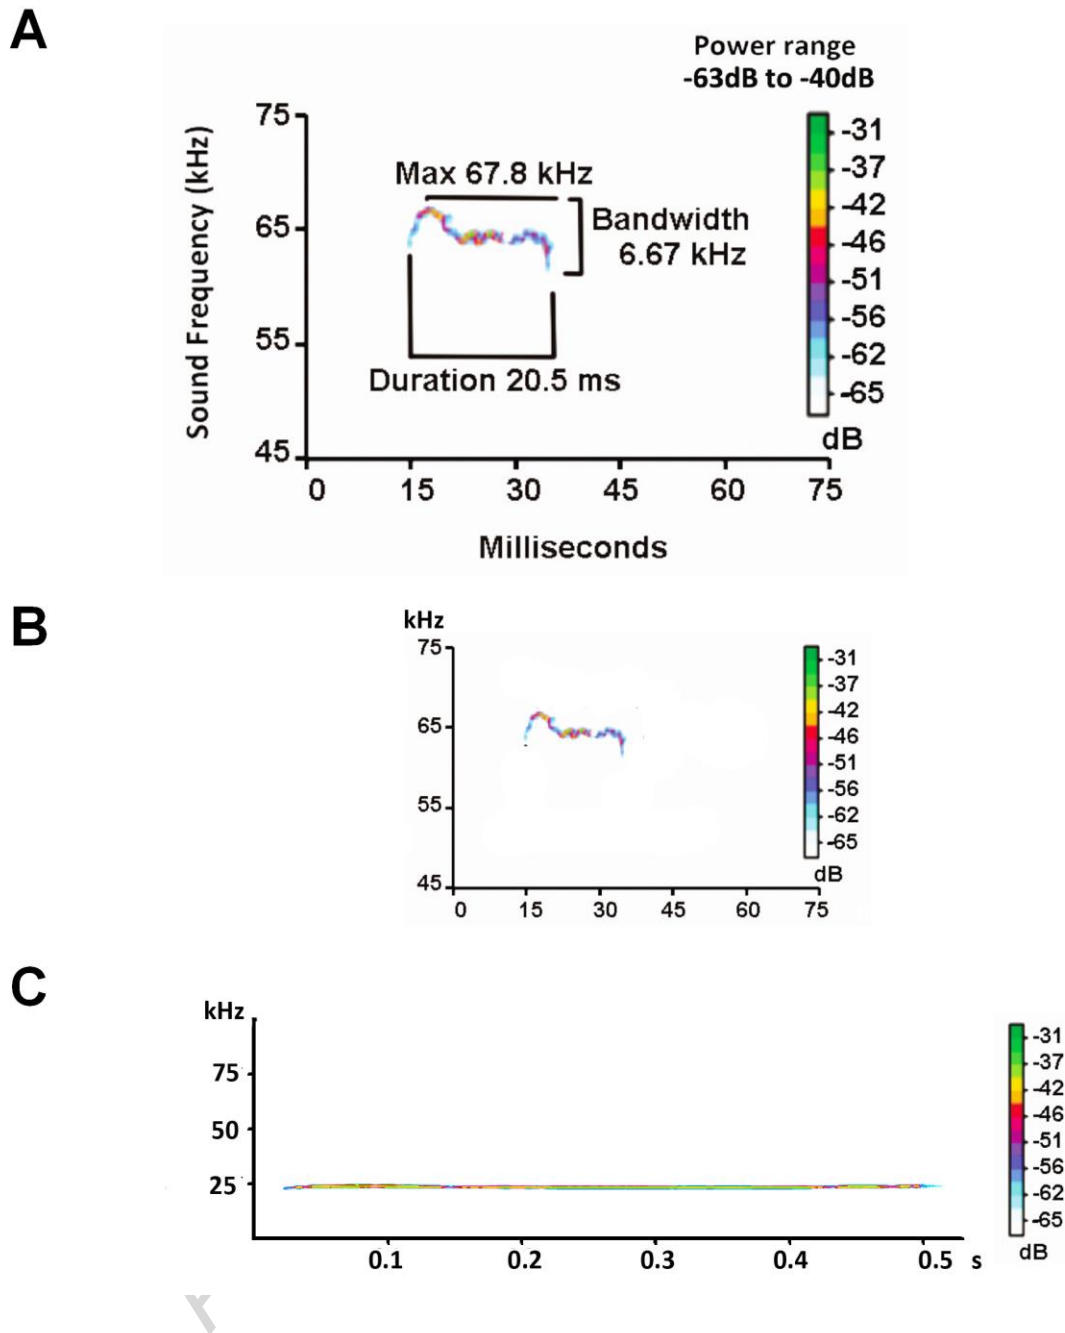 A
Power range
-63dB to -40dB
75
65
55
45
Sound Frequency (kHz)
Max 67.8 kHz
Bandwidth
6.67 kHz
Duration 20.5 ms
0 15 30 45 60 75
Milliseconds
-31
-37
-42
-46
-51
-56
-62
-65
dB
B
kHz
75
65
55
45
0 15 30 45 60 75
-31
-37
-42
-46
-51
-56
-62
-65
dB
C
kHz
75
50
25
0.1 0.2 0.3 0.4 0.5 s
-31
-37
-42
-46
-51
-56
-62
-65
dB